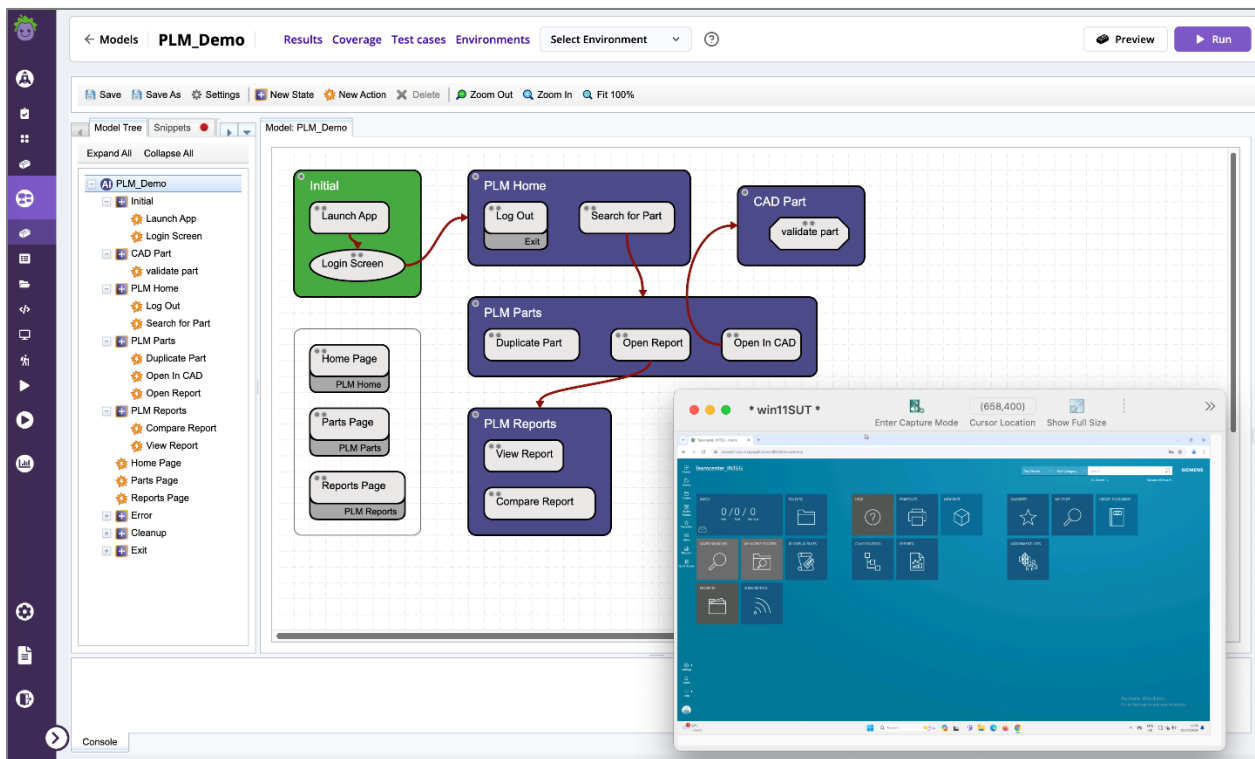 ← Models PLM_Demo Results Coverage Test cases Environments Select Environment ? Preview Run
Save Save As Settings New State New Action Delete Zoom Out Zoom In Fit 100%
Model Tree Snippets
Expand All Collapse All
AI PLM_Demo
Initial
Launch App
Login Screen
CAD Part
validate part
PLM Home
Log Out
Search for Part
PLM Parts
Duplicate Part
Open In CAD
Open Report
PLM Reports
Compare Report
View Report
Home Page
Parts Page
Reports Page
Error
Cleanup
Exit
Model: PLM_Demo
Initial
Launch App
Login Screen
PLM Home
Log Out
Exit
Search for Part
CAD Part
validate part
PLM Parts
Duplicate Part
Open Report
Open In CAD
Home Page
PLM Home
Parts Page
PLM Parts
Reports Page
PLM Reports
PLM Reports
View Report
Compare Report
* win11SUT *
Enter Capture Mode
(658,400)
Cursor Location
Show Full Size
Teamcenter_INTEG
SIEMENS
0 / 0 / 0
Console